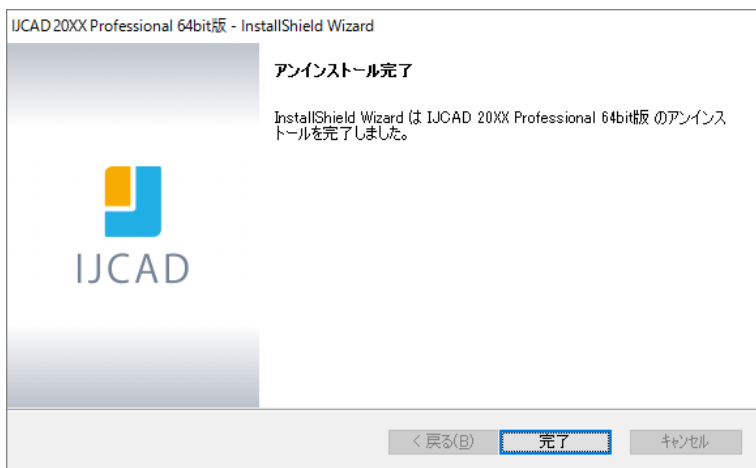 IJCAD 20XX Professional 64bit版 - InstallShield Wizard
アンインストール完了
InstallShield Wizard は IJCAD 20XX Professional 64bit版 のアンインス
トールを完了しました。
IJCAD
< 戻る(B)
完了
キャンセル